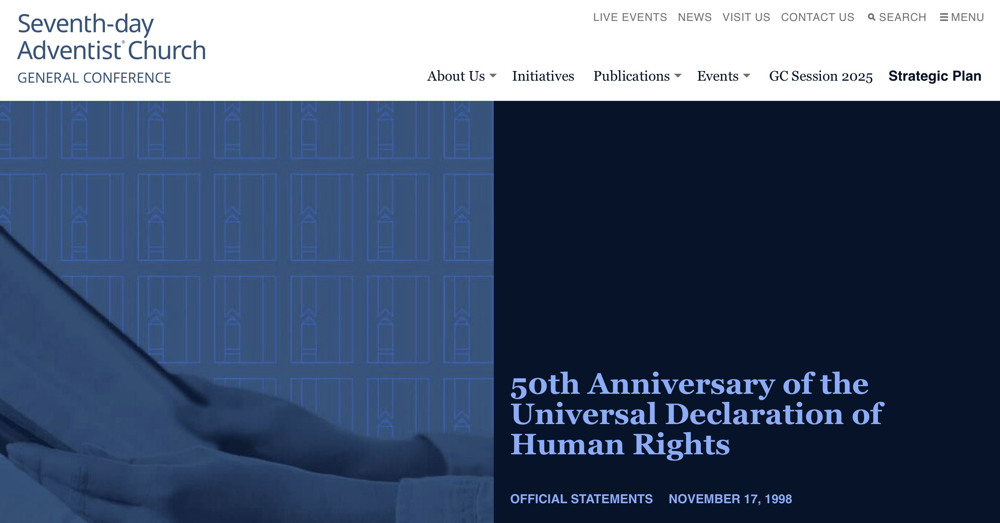 Seventh-day
Adventist® Church
GENERAL CONFERENCE
LIVE EVENTS NEWS VISIT US CONTACT US SEARCH MENU
About Us Initiatives Publications Events GC Session 2025 Strategic Plan
50th Anniversary of the
Universal Declaration of
Human Rights
OFFICIAL STATEMENTS NOVEMBER 17, 1998